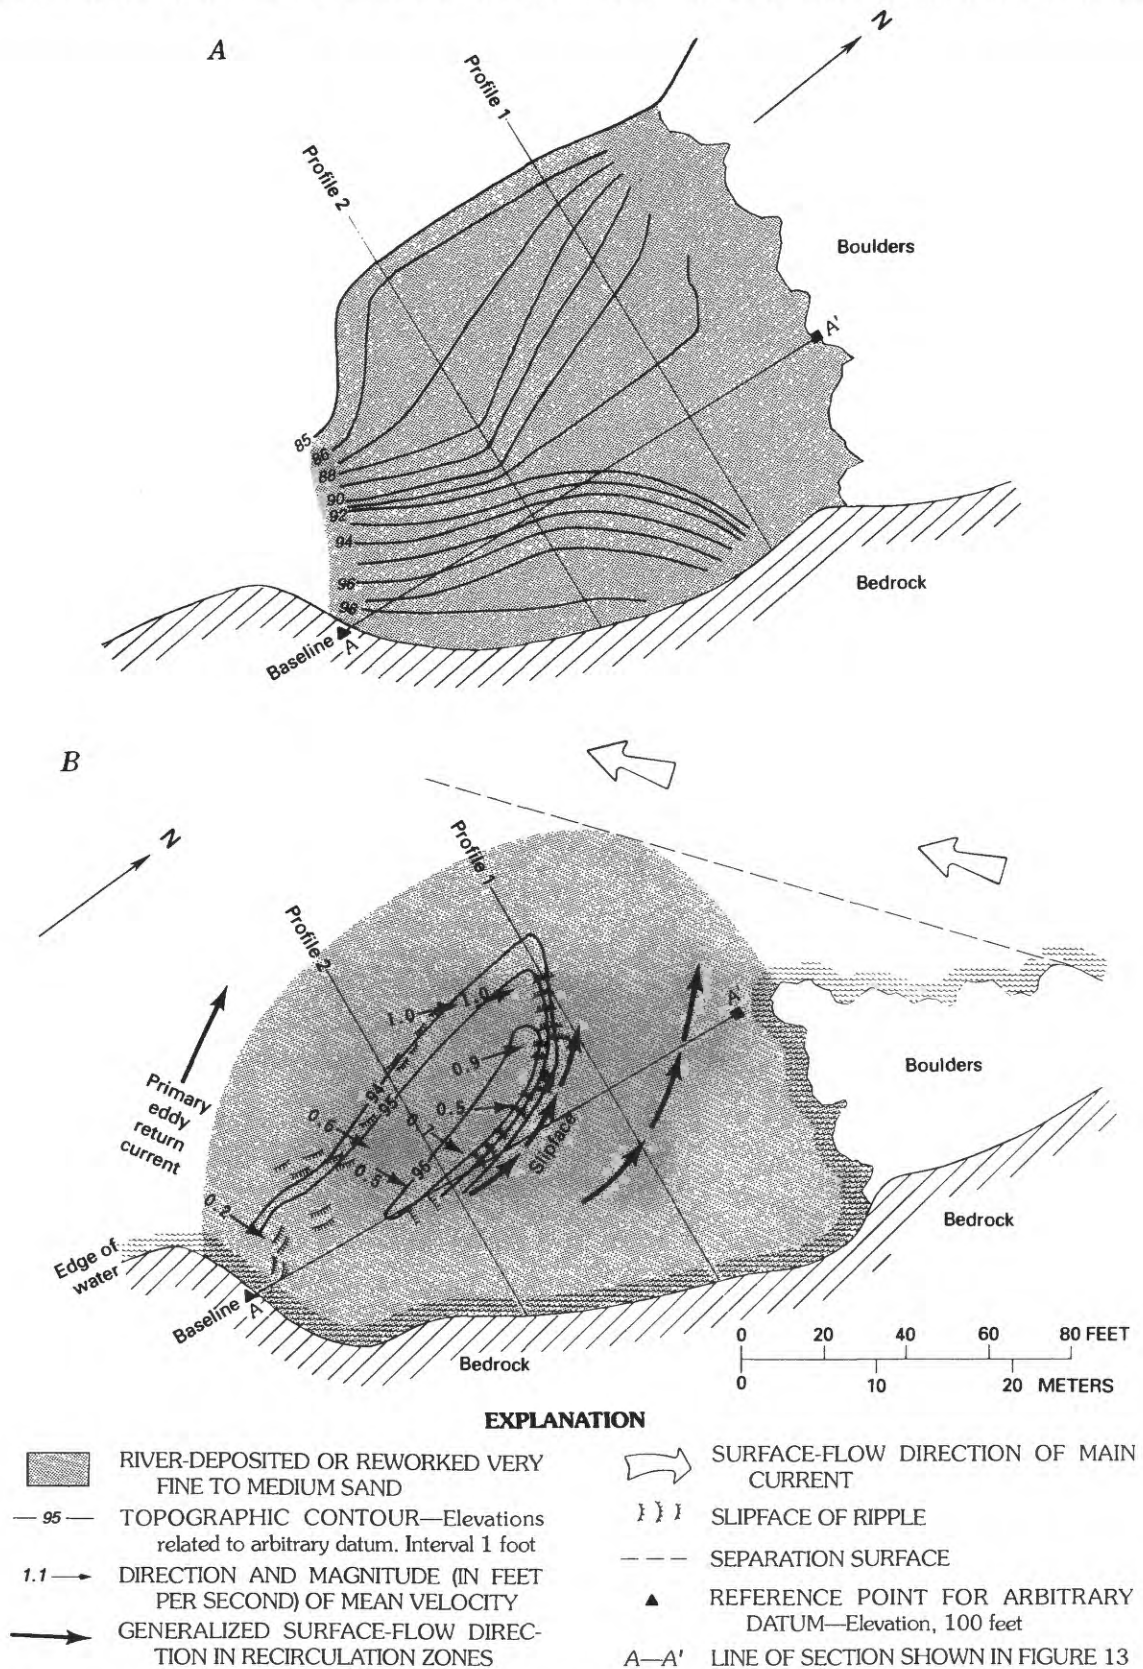 A
N
Profile 1
Profile 2
Boulders
A'
85
86
88
90
92
94
96
98
Bedrock
Baseline
A
B
N
Profile 1
Profile 2
Primary
eddy
return
current
1.0
1.0
0.9
94
95
0.6
0.5
0.7
0.5
96
Slipface
0.2
A'
Boulders
Edge of
water
Bedrock
Baseline
A
Bedrock
0 20 40 60 80 FEET
0 10 20 METERS
EXPLANATION
RIVER-DEPOSITED OR REWORKED VERY
FINE TO MEDIUM SAND
95
TOPOGRAPHIC CONTOUR—Elevations
related to arbitrary datum. Interval 1 foot
1.1
DIRECTION AND MAGNITUDE (IN FEET
PER SECOND) OF MEAN VELOCITY
GENERALIZED SURFACE-FLOW DIREC-
TION IN RECIRCULATION ZONES
SURFACE-FLOW DIRECTION OF MAIN
CURRENT
SLIPFACE OF RIPPLE
SEPARATION SURFACE
REFERENCE POINT FOR ARBITRARY
DATUM—Elevation, 100 feet
A—A' LINE OF SECTION SHOWN IN FIGURE 13